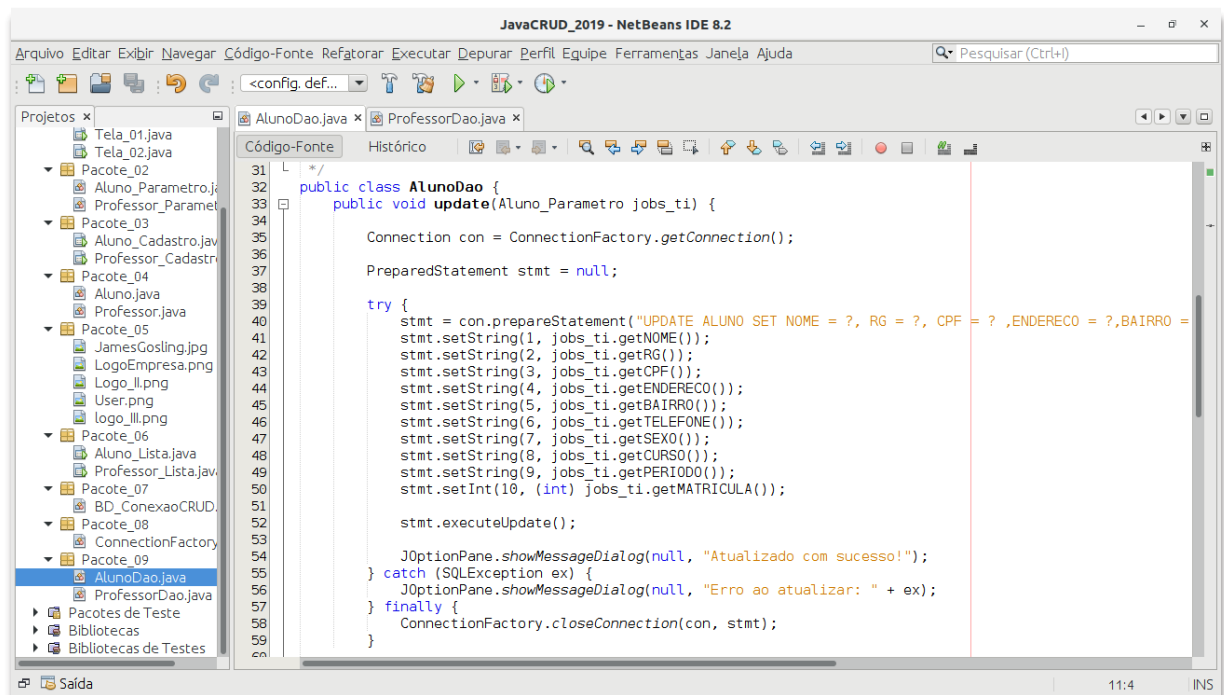 JavaCRUD_2019 - NetBeans IDE 8.2
Arquivo Editar Exibir Navegar Código-Fonte Refatorar Executar Depurar Perfil Equipe Ferramentas Janela Ajuda
Pesquisar (Ctrl+I)
<config. def...
Projetos
AlunoDao.java
ProfessorDao.java
Tela_01.java
Tela_02.java
Pacote_02
Aluno_Parametro.ja
Professor_Paramet
Pacote_03
Aluno_Cadastro.jav
Professor_Cadastr
Pacote_04
Aluno.java
Professor.java
Pacote_05
JamesGosling.jpg
LogoEmpresa.png
Logo_II.png
User.png
logo_III.png
Pacote_06
Aluno_Lista.java
Professor_Lista.java
Pacote_07
BD_ConexaoCRUD.
Pacote_08
ConnectionFactory
Pacote_09
AlunoDao.java
ProfessorDao.java
Pacotes de Teste
Bibliotecas
Bibliotecas de Testes
Código-Fonte Histórico
31 */
32 public class AlunoDao {
33 public void update(Aluno_Parametro jobs_ti) {
34
35 Connection con = ConnectionFactory.getConnection();
36
37 PreparedStatement stmt = null;
38
39 try {
40 stmt = con.prepareStatement("UPDATE ALUNO SET NOME = ?, RG = ?, CPF = ? ,ENDERECO = ?,BAIRRO =
41 stmt.setString(1, jobs_ti.getNOME());
42 stmt.setString(2, jobs_ti.getRG());
43 stmt.setString(3, jobs_ti.getCPF());
44 stmt.setString(4, jobs_ti.getENDERECO());
45 stmt.setString(5, jobs_ti.getBAIRRO());
46 stmt.setString(6, jobs_ti.getTELEFONE());
47 stmt.setString(7, jobs_ti.getSEXO());
48 stmt.setString(8, jobs_ti.getCURSO());
49 stmt.setString(9, jobs_ti.getPERIODO());
50 stmt.setInt(10, (int) jobs_ti.getMATRICULA());
51
52 stmt.executeUpdate();
53
54 JOptionPane.showMessageDialog(null, "Atualizado com sucesso!");
55 } catch (SQLException ex) {
56 JOptionPane.showMessageDialog(null, "Erro ao atualizar: " + ex);
57 } finally {
58 ConnectionFactory.closeConnection(con, stmt);
59 }
60
Saída
11:4 INS